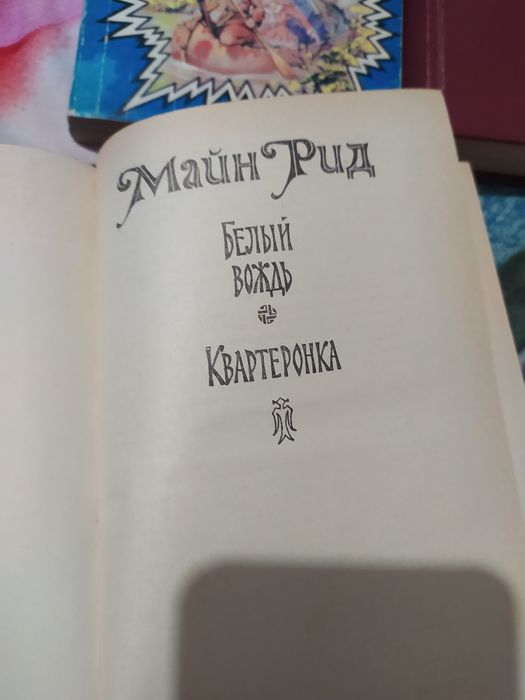 Майн Рид
Белый
вождь
Квартеронка